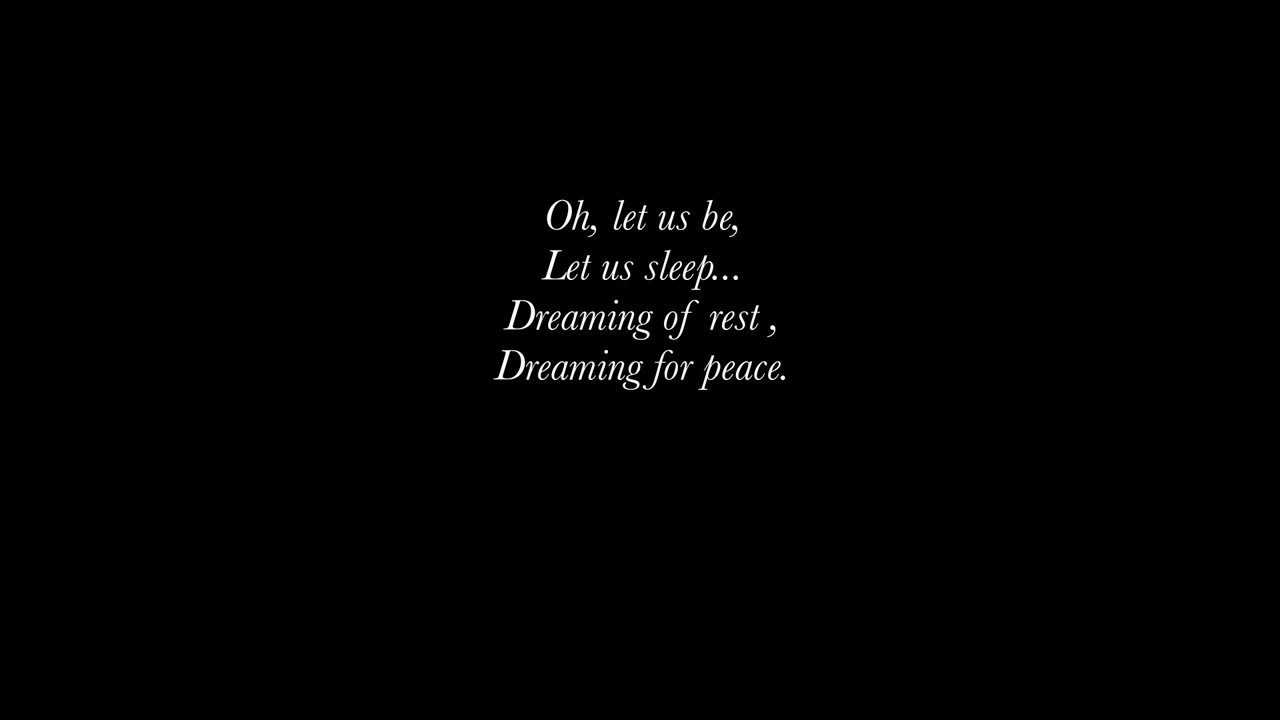 Oh, let us be,
Let us sleep...
Dreaming of rest ,
Dreaming for peace.